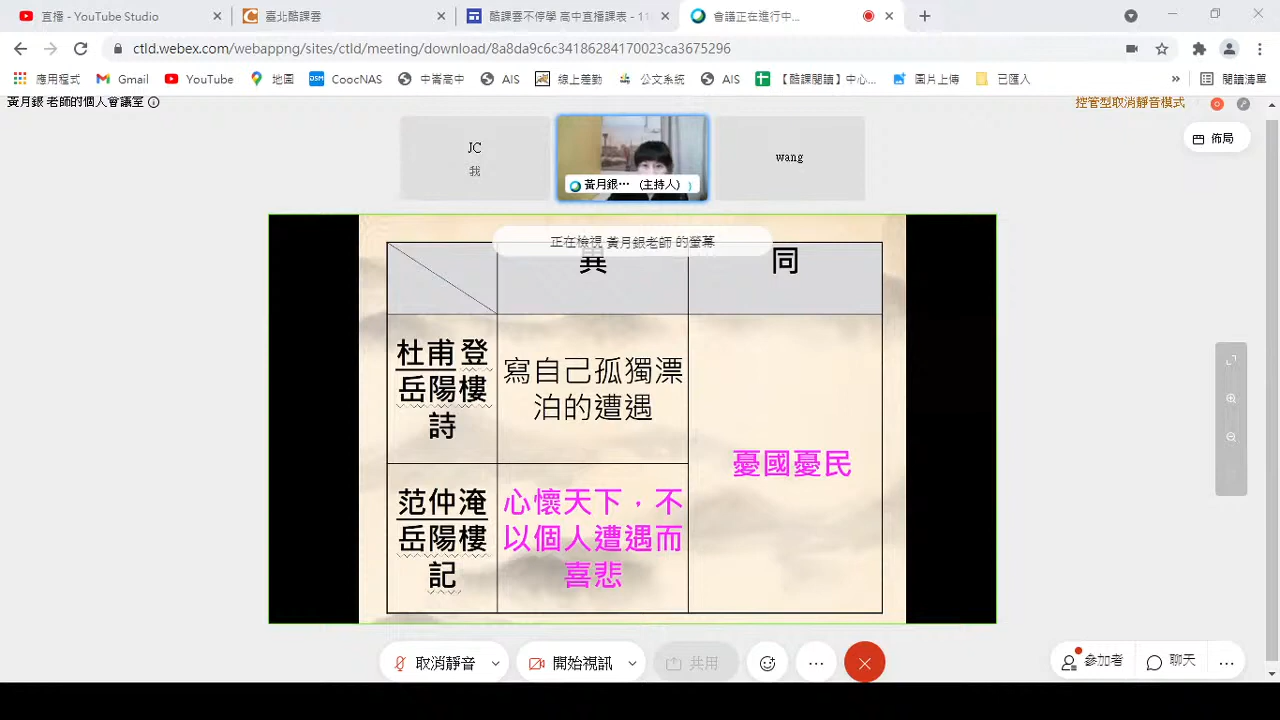 直播 - YouTube Studio
臺北酷課雲
酷課雲不停學 高中直播課表 - 11
會議正在進行中...
ctld.webex.com/webappng/sites/ctld/meeting/download/8a8da9c6c34186284170023ca3675296
應用程式 Gmail YouTube 地圖 CoocNAS 中崙高中 AIS 線上差勤 公文系統 AIS 【酷課閱讀】中心... 圖片上傳 已匯入 » 閱讀清單
黃月銀 老師的個人會議室
控管型取消靜音模式
佈局
JC
我
黃月銀… (主持人)
wang
正在檢視 黃月銀老師 的螢幕
異 同
杜甫登
岳陽樓
詩
寫自己孤獨漂
泊的遭遇
憂國憂民
范仲淹
岳陽樓
記
心懷天下，不
以個人遭遇而
喜悲
取消靜音 開始視訊 共用 參加者 聊天